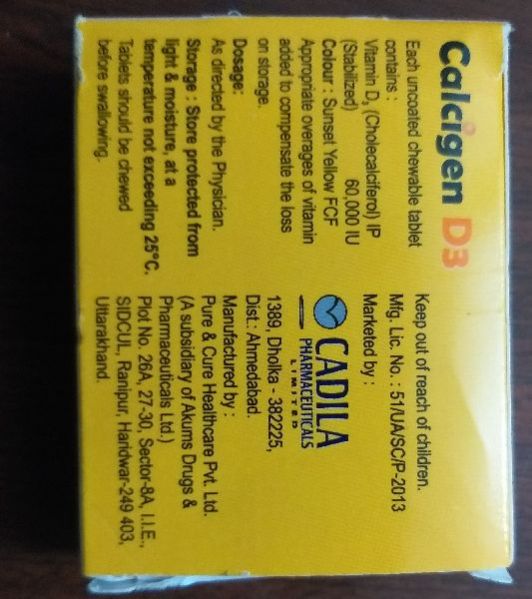 Calcigen D3
Each uncoated chewable tablet
contains :
Vitamin D₃ (Cholecalciferol) IP
(Stabilized) 60,000 IU
Colour : Sunset Yellow FCF
Appropriate overages of vitamin
added to compensate the loss
on storage.
Dosage:
As directed by the Physician.
Storage : Store protected from
light & moisture, at a
temperature not exceeding 25°C.
Tablets should be chewed
before swallowing.
Keep out of reach of children.
Mfg. Lic. No. : 51/UA/SC/P-2013
Marketed by :
CADILA
PHARMACEUTICALS
LIMITED
1389, Dholka - 382225,
Dist.: Ahmedabad.
Manufactured by :
Pure & Cure Healthcare Pvt. Ltd.
(A subsidiary of Akums Drugs &
Pharmaceuticals Ltd.)
Plot No. 26A, 27-30, Sector-8A, I.I.E.,
SIDCUL, Ranipur, Haridwar-249 403,
Uttarakhand.